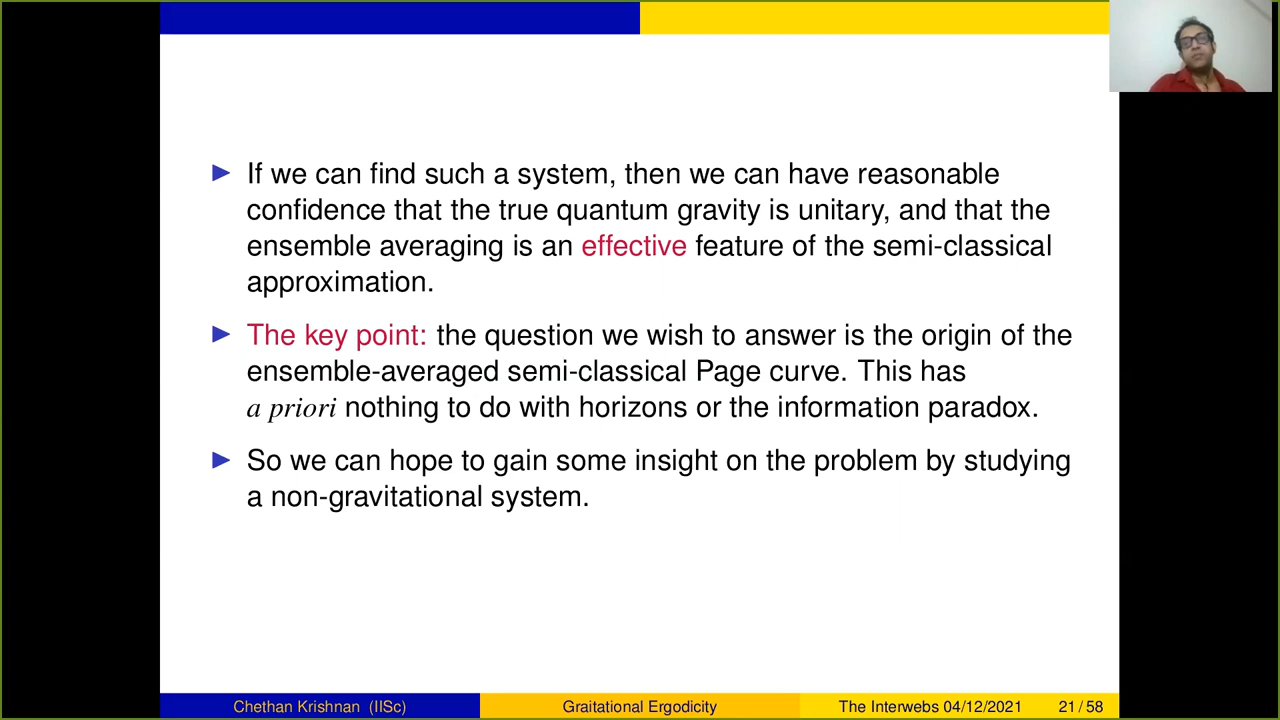 ▶ If we can find such a system, then we can have reasonable
confidence that the true quantum gravity is unitary, and that the
ensemble averaging is an effective feature of the semi-classical
approximation.
▶ The key point: the question we wish to answer is the origin of the
ensemble-averaged semi-classical Page curve. This has
a priori nothing to do with horizons or the information paradox.
▶ So we can hope to gain some insight on the problem by studying
a non-gravitational system.
Chethan Krishnan (IISc) Graitational Ergodicity The Interwebs 04/12/2021 21 / 58